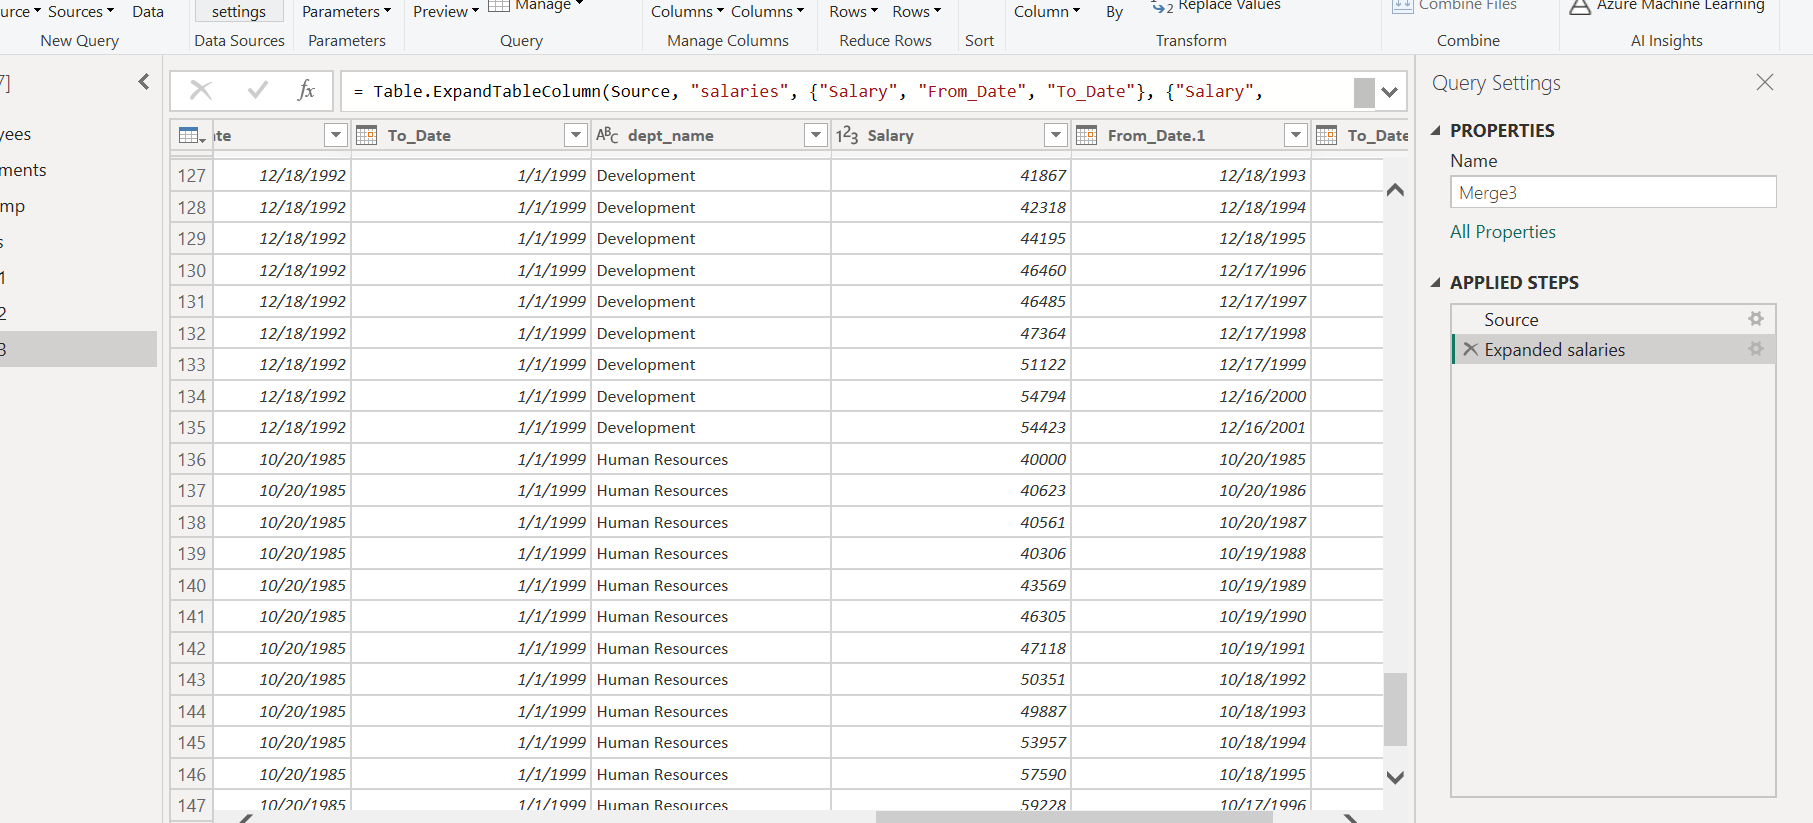 Data settings Parameters Preview Manage Columns Columns Rows Rows Column By Replace Values Combine Files Azure Machine Learning
Sources
New Query Data Sources Parameters Query Manage Columns Reduce Rows Sort Transform Combine AI Insights
7]
yees
ments
mp
s
1
2
3
fx = Table.ExpandTableColumn(Source, "salaries", {"Salary", "From_Date", "To_Date"}, {"Salary",
te To_Date ABC dept_name 123 Salary From_Date.1 To_Date
127 12/18/1992 1/1/1999 Development 41867 12/18/1993
128 12/18/1992 1/1/1999 Development 42318 12/18/1994
129 12/18/1992 1/1/1999 Development 44195 12/18/1995
130 12/18/1992 1/1/1999 Development 46460 12/17/1996
131 12/18/1992 1/1/1999 Development 46485 12/17/1997
132 12/18/1992 1/1/1999 Development 47364 12/17/1998
133 12/18/1992 1/1/1999 Development 51122 12/17/1999
134 12/18/1992 1/1/1999 Development 54794 12/16/2000
135 12/18/1992 1/1/1999 Development 54423 12/16/2001
136 10/20/1985 1/1/1999 Human Resources 40000 10/20/1985
137 10/20/1985 1/1/1999 Human Resources 40623 10/20/1986
138 10/20/1985 1/1/1999 Human Resources 40561 10/20/1987
139 10/20/1985 1/1/1999 Human Resources 40306 10/19/1988
140 10/20/1985 1/1/1999 Human Resources 43569 10/19/1989
141 10/20/1985 1/1/1999 Human Resources 46305 10/19/1990
142 10/20/1985 1/1/1999 Human Resources 47118 10/19/1991
143 10/20/1985 1/1/1999 Human Resources 50351 10/18/1992
144 10/20/1985 1/1/1999 Human Resources 49887 10/18/1993
145 10/20/1985 1/1/1999 Human Resources 53957 10/18/1994
146 10/20/1985 1/1/1999 Human Resources 57590 10/18/1995
147 10/20/1985 1/1/1999 Human Resources 59228 10/17/1996
Query Settings
PROPERTIES
Name
Merge3
All Properties
APPLIED STEPS
Source
Expanded salaries